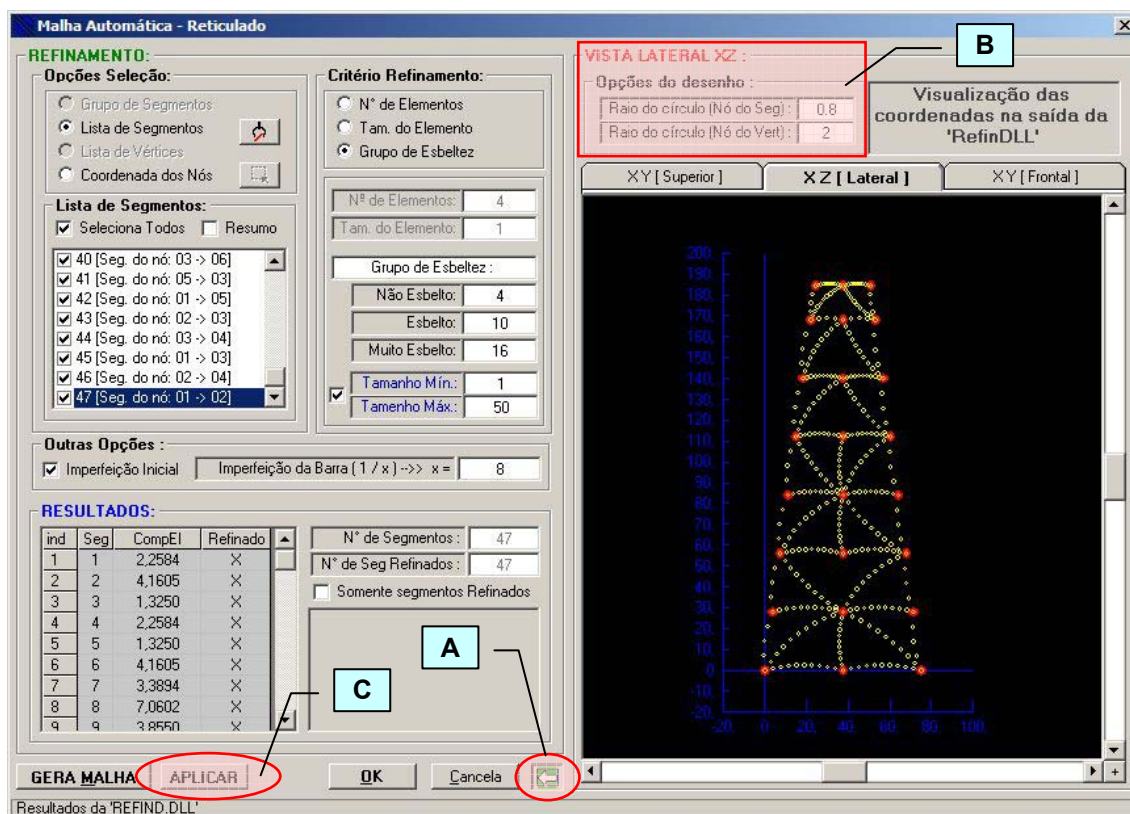 Malha Automática - Reticulado
REFINAMENTO:
Opções Seleção:
Grupo de Segmentos
Lista de Segmentos
Lista de Vértices
Coordenada dos Nós
Critério Refinamento:
N° de Elementos
Tam. do Elemento
Grupo de Esbeltez
Lista de Segmentos:
Seleciona Todos Resumo
40 [Seg. do nó: 03 -> 06]
41 [Seg. do nó: 05 -> 03]
42 [Seg. do nó: 01 -> 05]
43 [Seg. do nó: 02 -> 03]
44 [Seg. do nó: 03 -> 04]
45 [Seg. do nó: 01 -> 03]
46 [Seg. do nó: 02 -> 04]
47 [Seg. do nó: 01 -> 02]
Nº de Elementos: 4
Tam. do Elemento: 1
Grupo de Esbeltez :
Não Esbelto: 4
Esbelto: 10
Muito Esbelto: 16
Tamanho Mín.: 1
Tamenho Máx.: 50
Outras Opções :
Imperfeição Inicial Imperfeição da Barra ( 1 / x ) -->> x = 8
RESULTADOS:
ind Seg CompEl Refinado
1 1 2,2584 X
2 2 4,1605 X
3 3 1,3250 X
4 4 2,2584 X
5 5 1,3250 X
6 6 4,1605 X
7 7 3,3894 X
8 8 7,0602 X
9 9 3,8550 X
N° de Segmentos : 47
N° de Seg Refinados : 47
Somente segmentos Refinados
A
C
GERA MALHA APLICAR OK Cancela
Resultados da 'REFIND.DLL'
VISTA LATERAL XZ :
B
Opções do desenho :
Raio do círculo (Nó do Seg) : 0.8
Raio do círculo (Nó do Vert) : 2
Visualização das
coordenadas na saída da
'RefinDLL'
X Y [ Superior ] X Z [ Lateral ] X Y [ Frontal ]
200,
190,
180,
170,
160,
150,
140,
130,
120,
110,
100,
90,
80,
70,
60,
50,
40,
30,
20,
10,
0
-10,
-20,
-20, 0, 20, 40, 60, 80, 100,
+